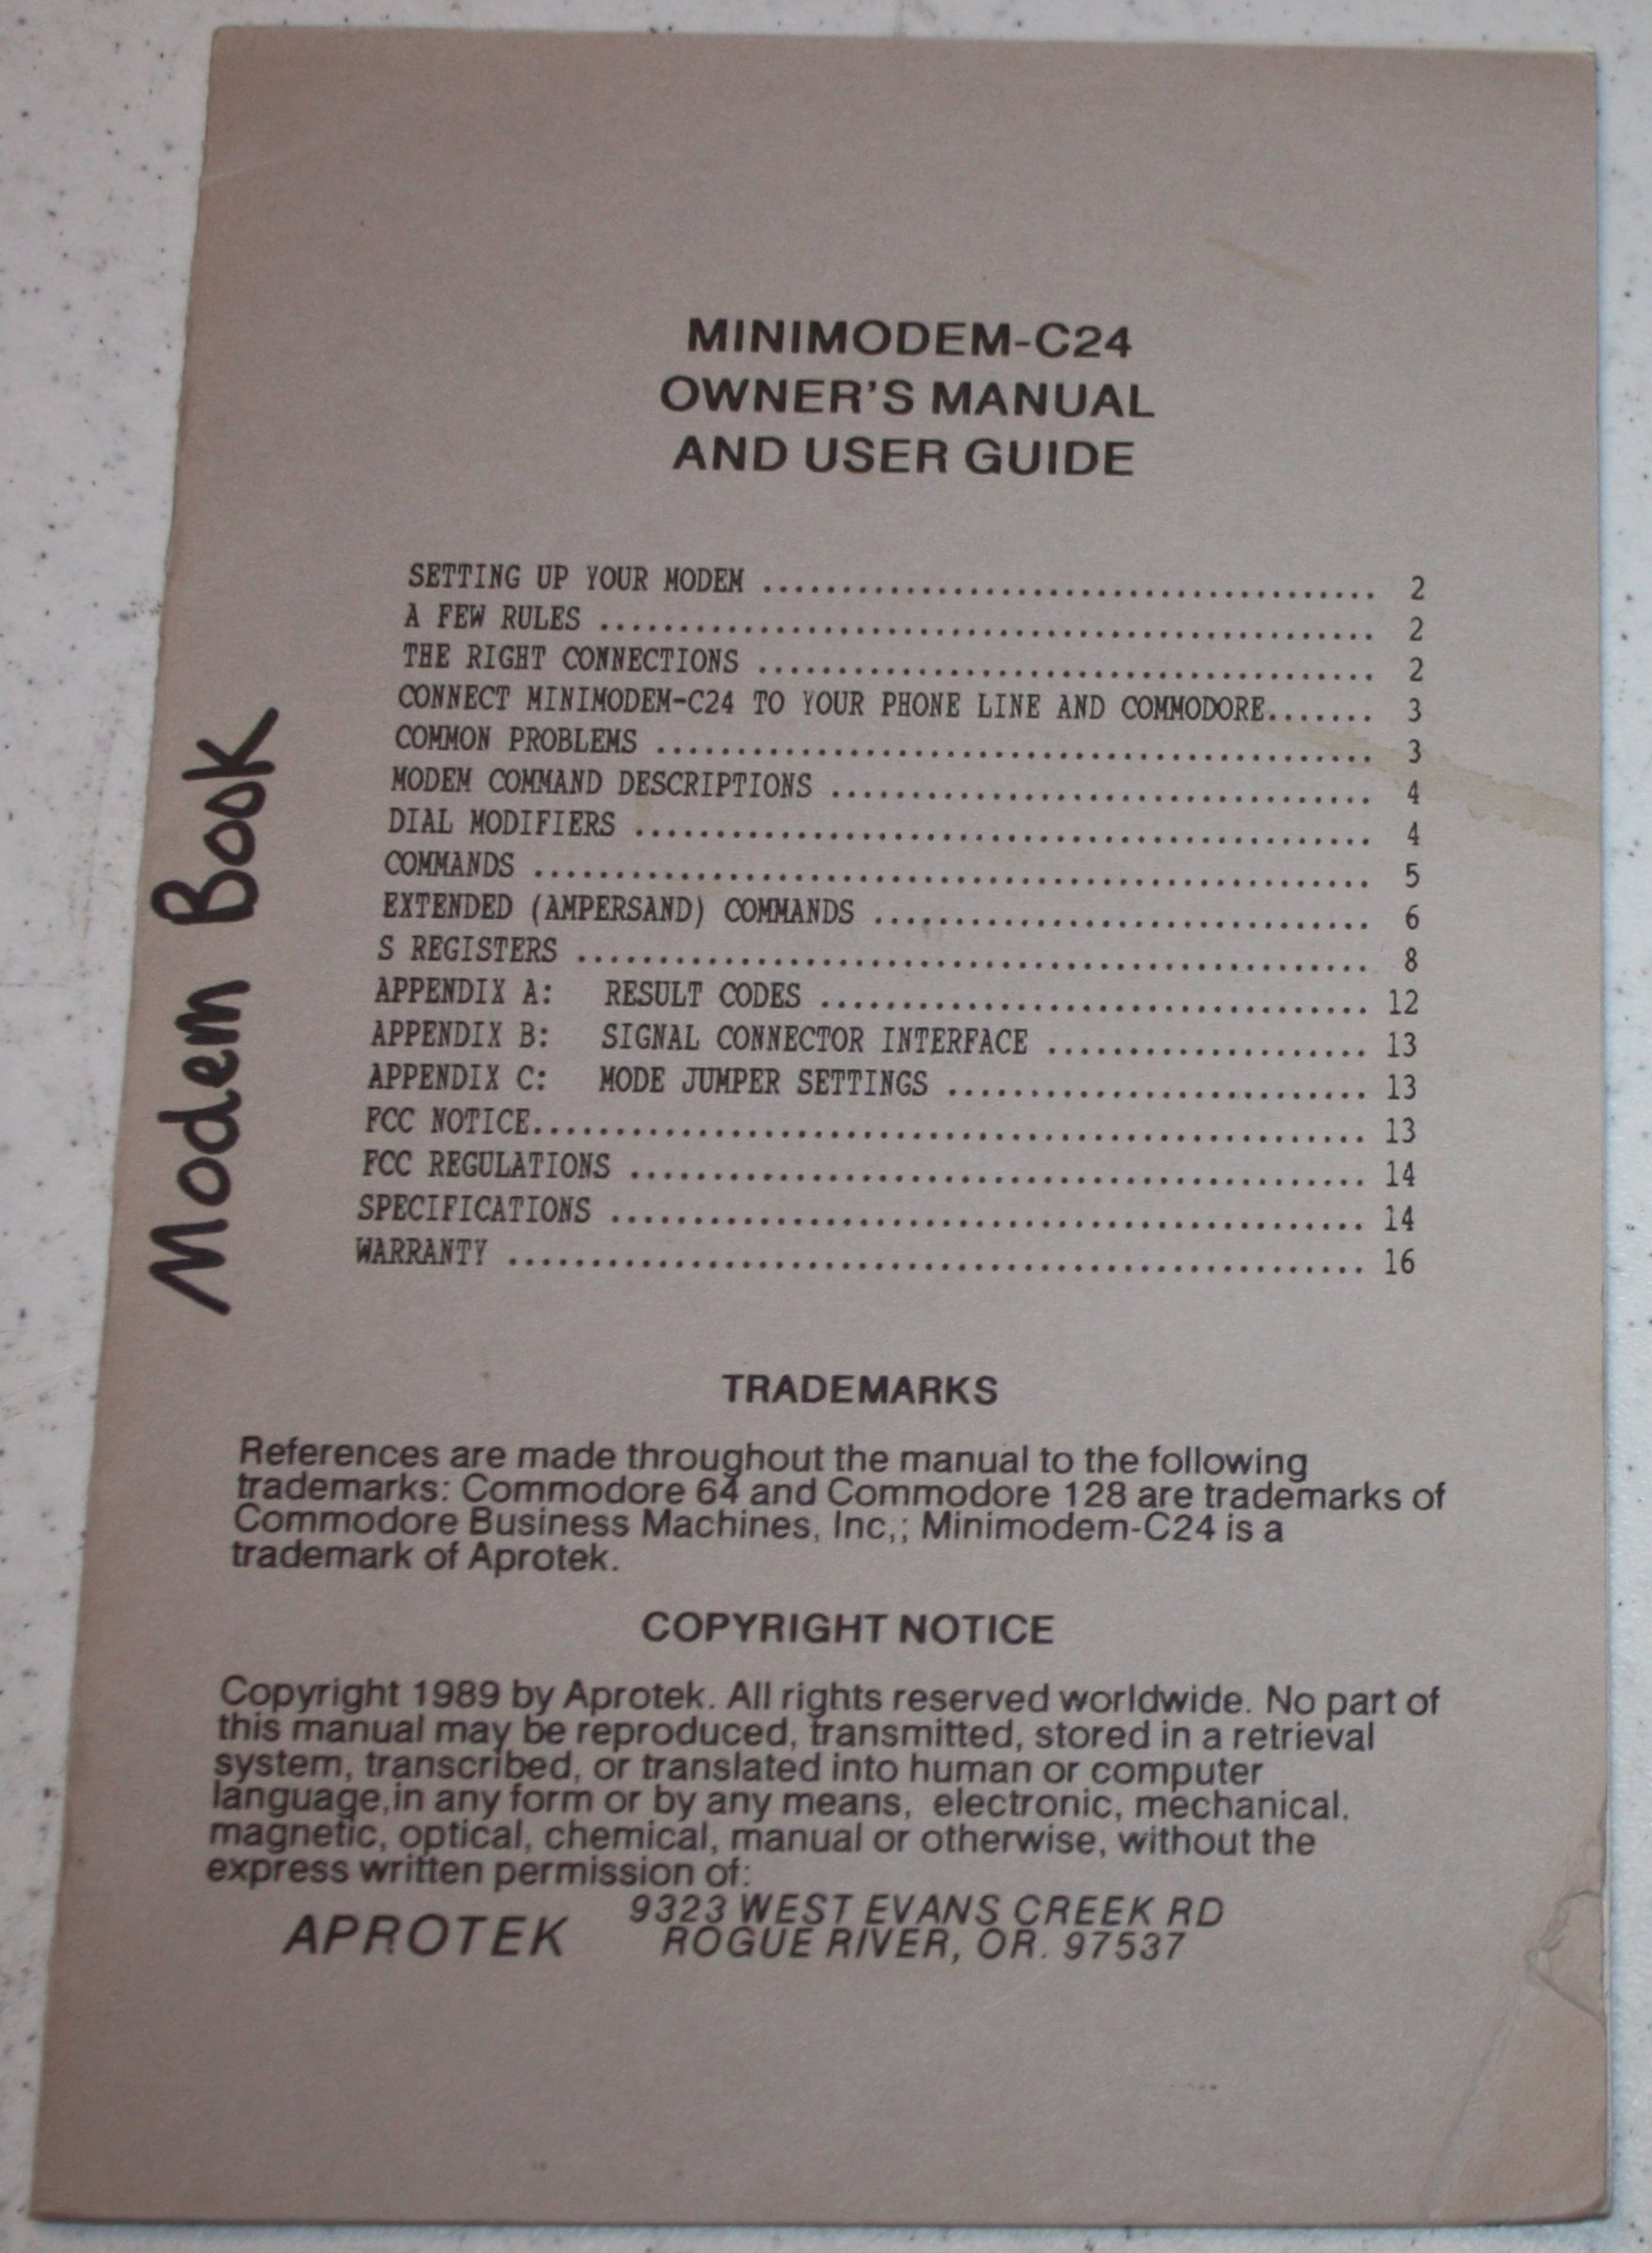 MINIMODEM-C24
OWNER'S MANUAL
AND USER GUIDE
SETTING UP YOUR MODEM ...................................... 2
A FEW RULES ................................................ 2
THE RIGHT CONNECTIONS ...................................... 2
CONNECT MINIMODEM-C24 TO YOUR PHONE LINE AND COMMODORE....... 3
COMMON PROBLEMS ............................................ 3
MODEM COMMAND DESCRIPTIONS ................................. 4
DIAL MODIFIERS ............................................. 4
COMMANDS ................................................... 5
EXTENDED (AMPERSAND) COMMANDS .............................. 6
S REGISTERS ................................................ 8
APPENDIX A: RESULT CODES ................................. 12
APPENDIX B: SIGNAL CONNECTOR INTERFACE ................... 13
APPENDIX C: MODE JUMPER SETTINGS ......................... 13
FCC NOTICE.................................................. 13
FCC REGULATIONS ............................................ 14
SPECIFICATIONS ............................................. 14
WARRANTY ................................................... 16
Modem Book
TRADEMARKS
References are made throughout the manual to the following
trademarks: Commodore 64 and Commodore 128 are trademarks of
Commodore Business Machines, Inc,; Minimodem-C24 is a
trademark of Aprotek.
COPYRIGHT NOTICE
Copyright 1989 by Aprotek. All rights reserved worldwide. No part of
this manual may be reproduced, transmitted, stored in a retrieval
system, transcribed, or translated into human or computer
language,in any form or by any means, electronic, mechanical,
magnetic, optical, chemical, manual or otherwise, without the
express written permission of:
APROTEK 9323 WEST EVANS CREEK RD
ROGUE RIVER, OR. 97537